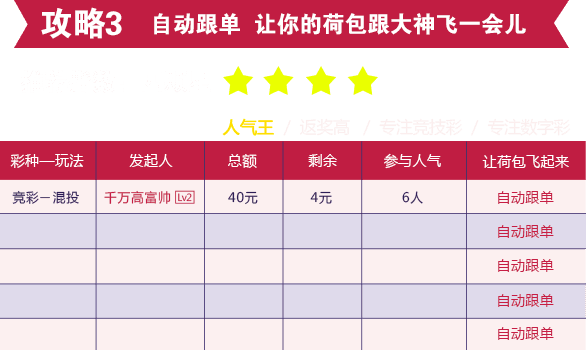 攻略3 自动跟单 让你的荷包跟大神飞一会儿
人气王 / 返奖高 / 专注竞技彩 / 专注数字彩
彩种—玩法 发起人 总额 剩余 参与人气 让荷包飞起来
竞彩－混投 千万高富帅 Lv2 40元 4元 6人 自动跟单
自动跟单
自动跟单
自动跟单
自动跟单